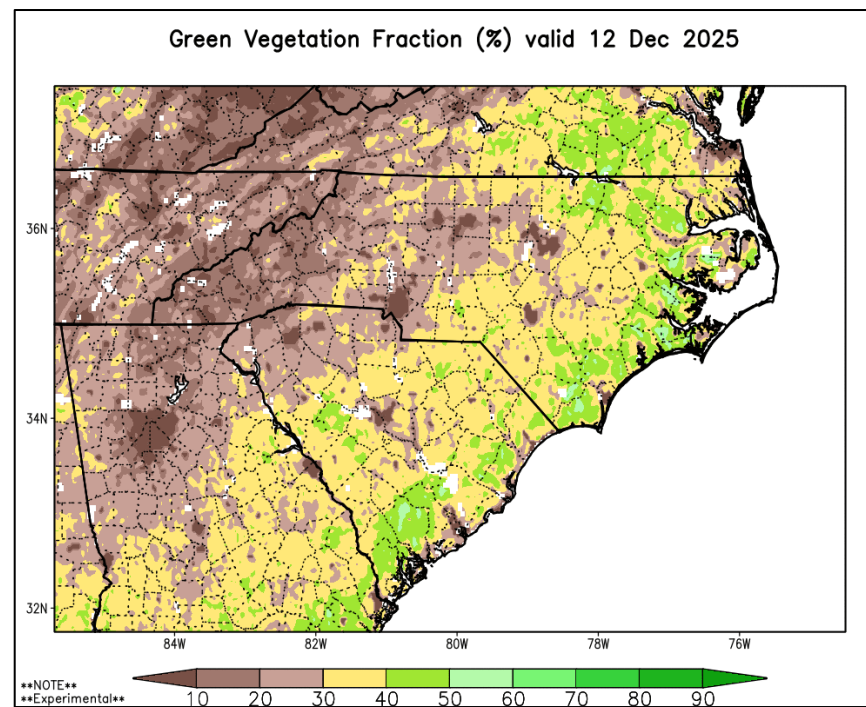 Green Vegetation Fraction (%) valid 12 Dec 2025
36N
34N
32N
84W 82W 80W 78W 76W
**NOTE**
**Experimental**
10 20 30 40 50 60 70 80 90